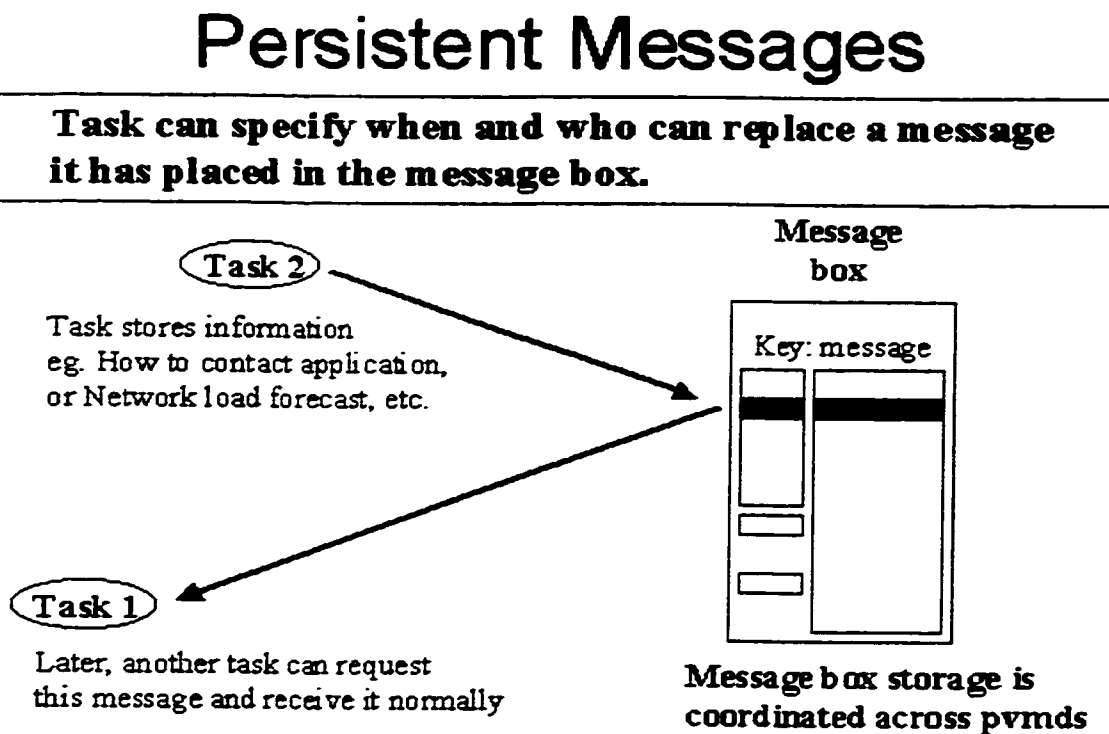 Persistent Messages
Task can specify when and who can replace a message
it has placed in the message box.
Task 2
Task stores information
eg. How to contact application,
or Network load forecast, etc.
Message
box
Key: message
Task 1
Later, another task can request
this message and receive it normally
Message box storage is
coordinated across pvmds